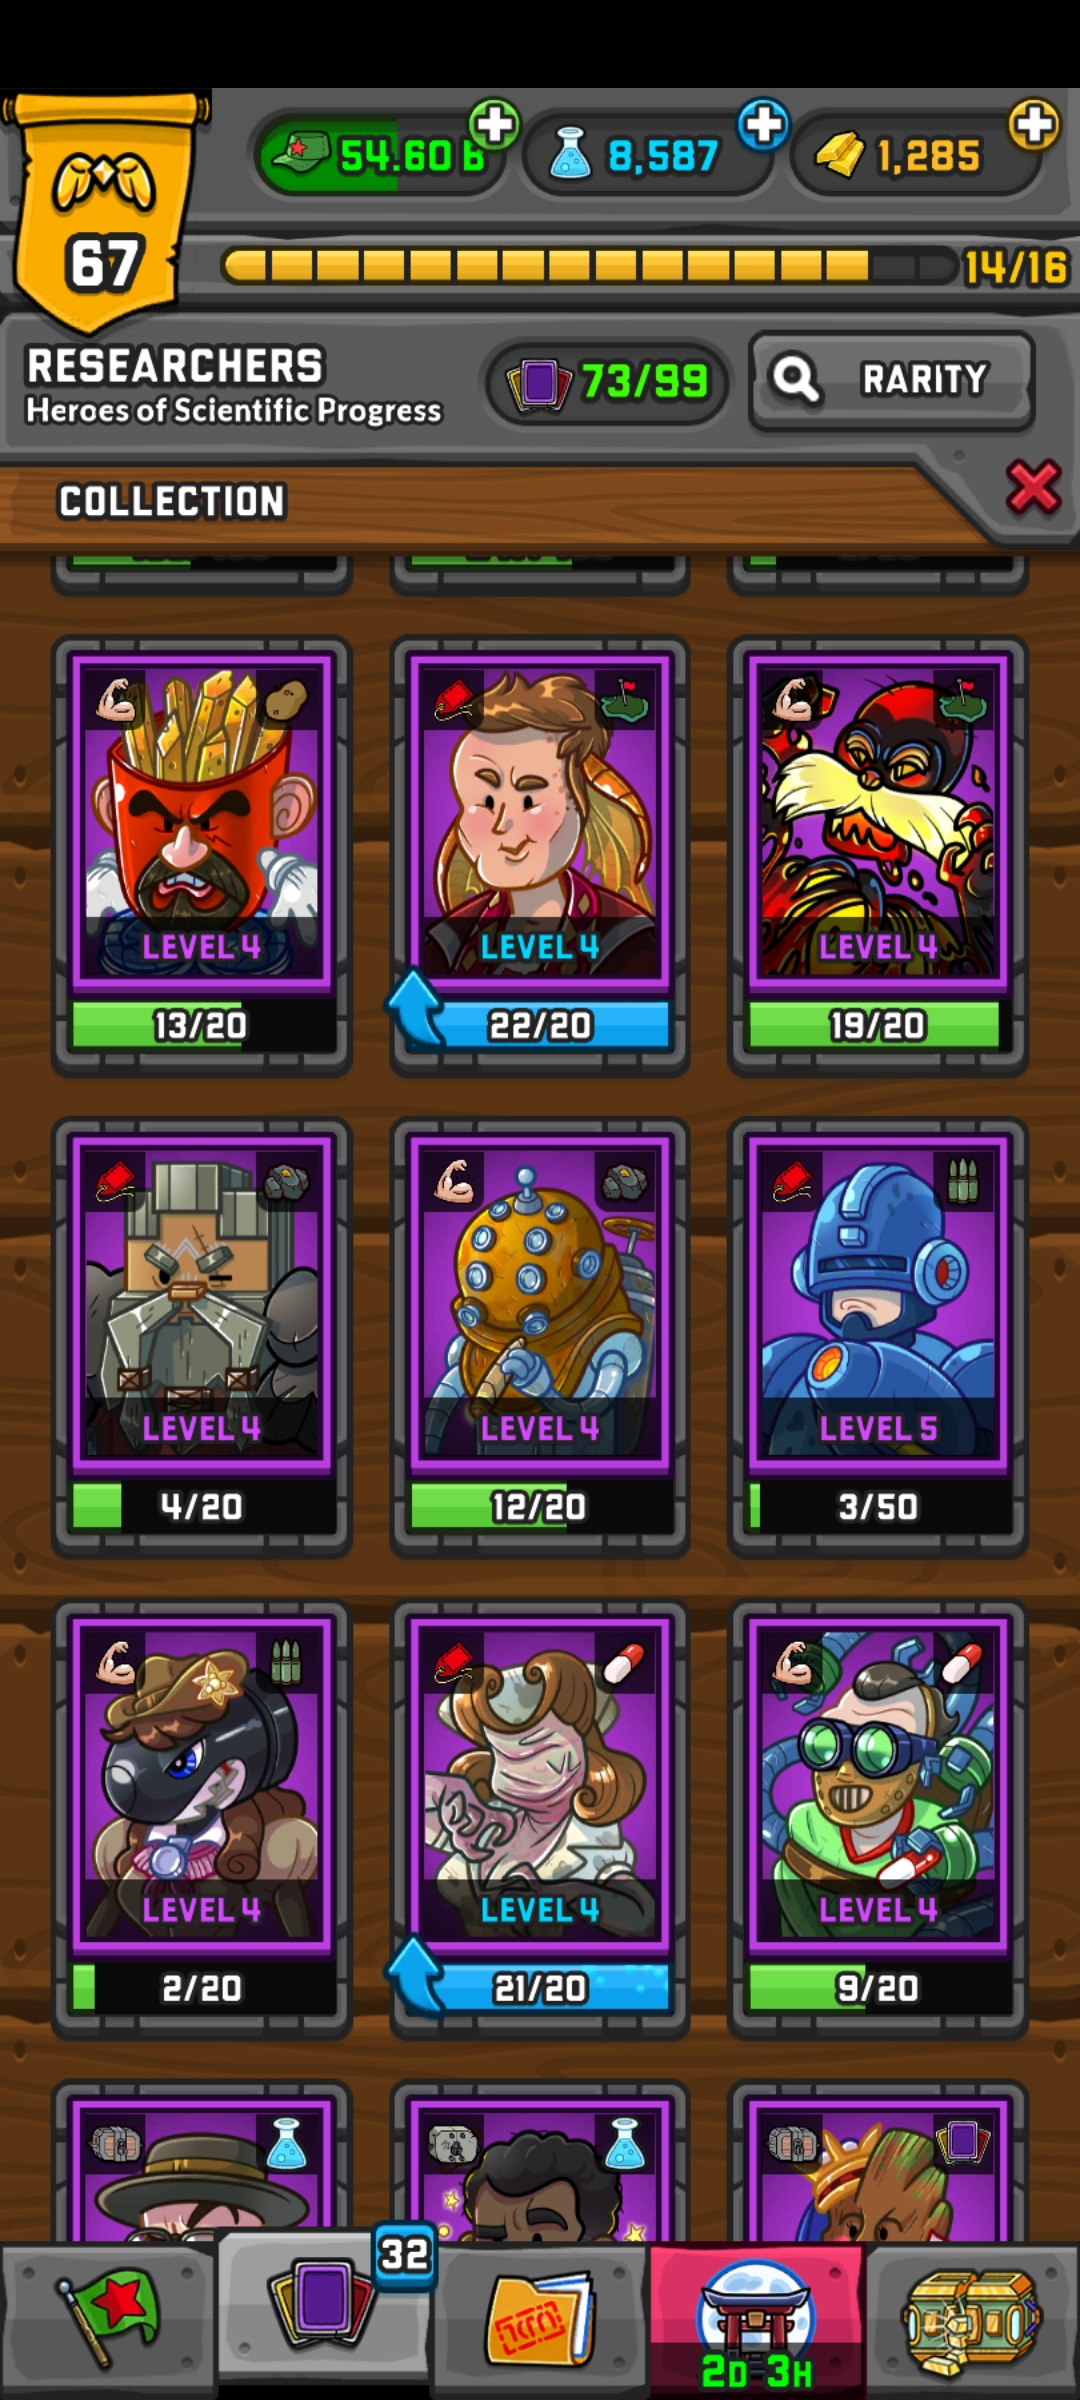 54.60 B
8,587
1,285
67
14/16
RESEARCHERS
Heroes of Scientific Progress
73/99
RARITY
COLLECTION
LEVEL 4
LEVEL 4
LEVEL 4
13/20
22/20
19/20
LEVEL 4
LEVEL 4
LEVEL 5
4/20
12/20
3/50
LEVEL 4
LEVEL 4
LEVEL 4
2/20
21/20
9/20
32
2D 3H